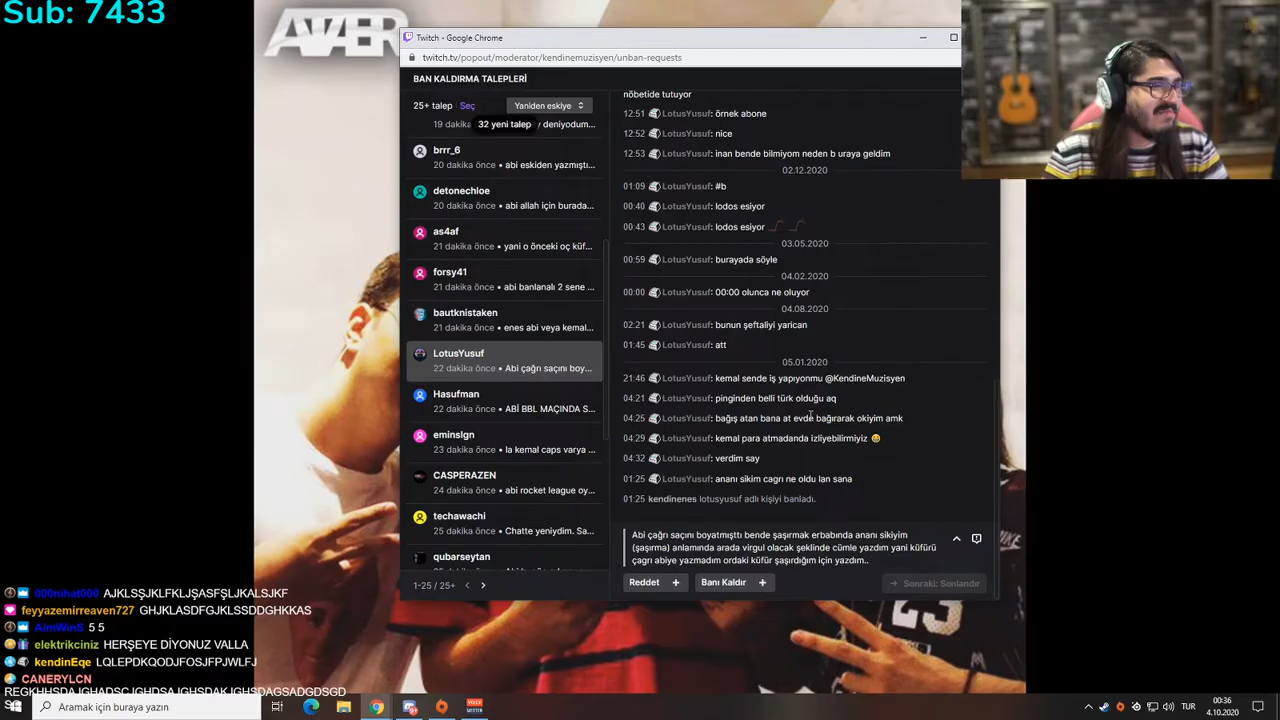 Sub: 7433
AWAER
Twitch - Google Chrome
twitch.tv/popout/moderator/kendinemuzisyen/unban-requests
BAN KALDIRMA TALEPLERİ
25+ talep Seç Yeniden eskiye
19 dakika 32 yeni talep y deniyodum...
brrr_6
20 dakika önce • abi eskiden yazmıştı...
detonechloe
20 dakika önce • abi allah için burada...
as4af
21 dakika önce • yani o önceki oç küf...
forsy41
21 dakika önce • abi banlanalı 2 sene ...
bautknistaken
21 dakika önce • enes abi veya kemal...
LotusYusuf
22 dakika önce • Abi çağrı saçını boy...
Hasufman
22 dakika önce • ABİ BBL MAÇINDA S...
eminslgn
23 dakika önce • la kemal caps varya ...
CASPERAZEN
24 dakika önce • abi rocket league oy...
techawachi
25 dakika önce • Chatte yeniydim. Sa...
qubarseytan
1-25 / 25+
nöbetide tutuyor
12:51 LotusYusuf: örnek abone
12:52 LotusYusuf: nice
12:53 LotusYusuf: inan bende bilmiyom neden b uraya geldim
02.12.2020
01:09 LotusYusuf: #b
00:40 LotusYusuf: lodos esiyor
00:43 LotusYusuf: lodos esiyor
03.05.2020
00:59 LotusYusuf: burayada söyle
04.02.2020
00:00 LotusYusuf: 00:00 olunca ne oluyor
04.08.2020
02:21 LotusYusuf: bunun şeftaliyi yarican
01:45 LotusYusuf: att
05.01.2020
21:46 LotusYusuf: kemal sende iş yapıyonmu @KendineMuzisyen
04:21 LotusYusuf: pinginden belli türk olduğu aq
04:25 LotusYusuf: bağış atan bana at evde bağırarak okiyim amk
04:29 LotusYusuf: kemal para atmadanda izliyebilirmiyiz
04:32 LotusYusuf: verdim say
01:25 LotusYusuf: ananı sikim cagrı ne oldu lan sana
01:25 kendinenes lotusyusuf adlı kişiyi banladı.
Abi çağrı saçını boyatmıştı bende şaşırmak erbabında ananı sikiyim
(şaşırma) anlamında arada virgul olacak şeklinde cümle yazdım yani küfürü
çagrı abiye yazmadım ordaki küfür şaşırdığım için yazdım..
Reddet + Banı Kaldır + → Sonraki: Sonlandır
23
000nihat000 AJKLSŞJKLFKLJŞASFŞLJKALSJKF
feyyazemirreaven727 GHJKLASDFGJKLSSDDGHKKAS
AimWinS 5 5
elektrikciniz HERŞEYE DİYONUZ VALLA
kendinEqe LQLEPDKQODJFOSJFPJWLFJ
CANERYLCN
REGKHHSDAJGHADSCJGHDSAJGHSDAKJGHSDAGSADGDSGD
Aramak için buraya yazın
TUR
00:36
4.10.2020